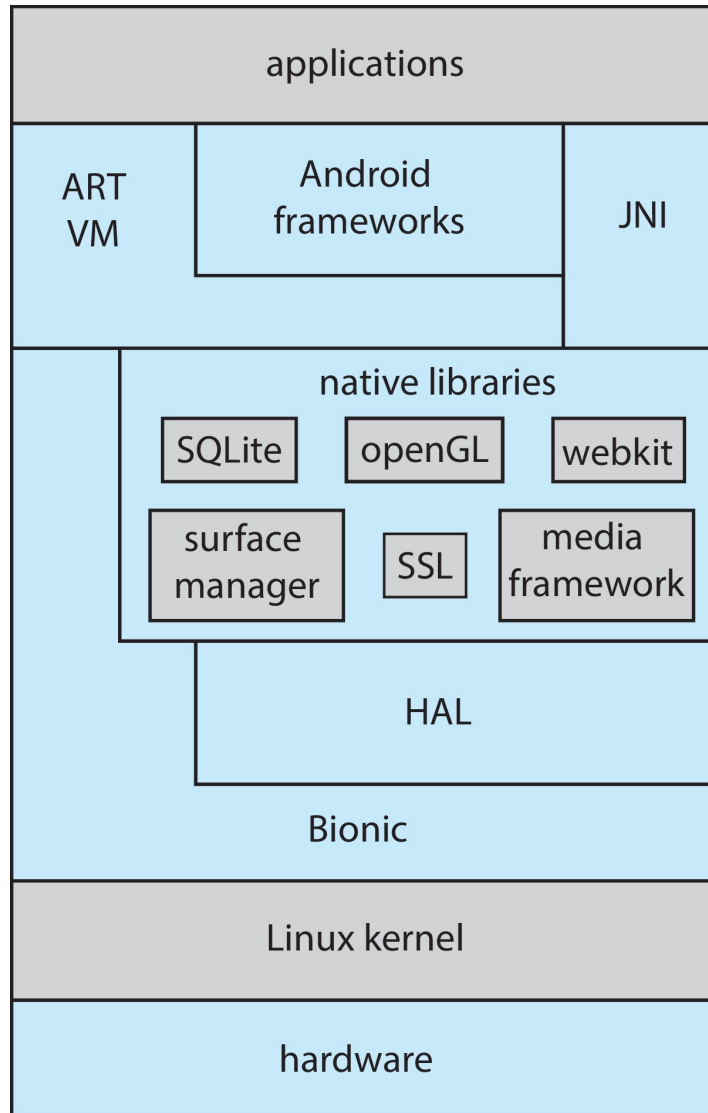 applications
ART
VM
Android
frameworks
JNI
native libraries
SQLite
openGL
webkit
surface
manager
SSL
media
framework
HAL
Bionic
Linux kernel
hardware